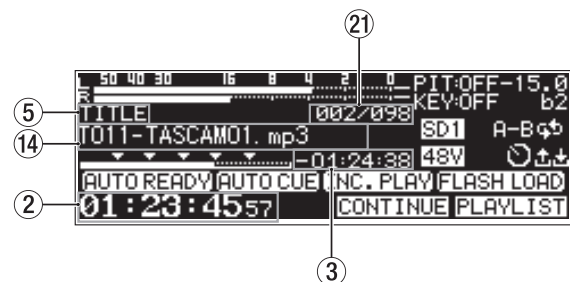 21
L 50 40 30 16 8 4 2 0 PIT:OFF-15.0
R KEY:OFF b2
5 TITLE 002/098
SD1 A-B
14 T011-TASCAM01.mp3
-01:24:38 48V
AUTO READY AUTO CUE INC. PLAY FLASH LOAD
2 01:23:4557 CONTINUE PLAYLIST
3